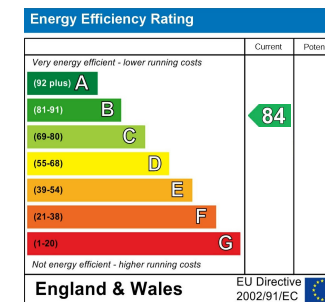 Energy Efficiency Rating
Current
Very energy efficient - lower running costs
(92 plus) A
(81-91) B
84
(69-80) C
(55-68) D
(39-54) E
(21-38) F
(1-20) G
Not energy efficient - higher running costs
England & Wales
EU Directive
2002/91/EC